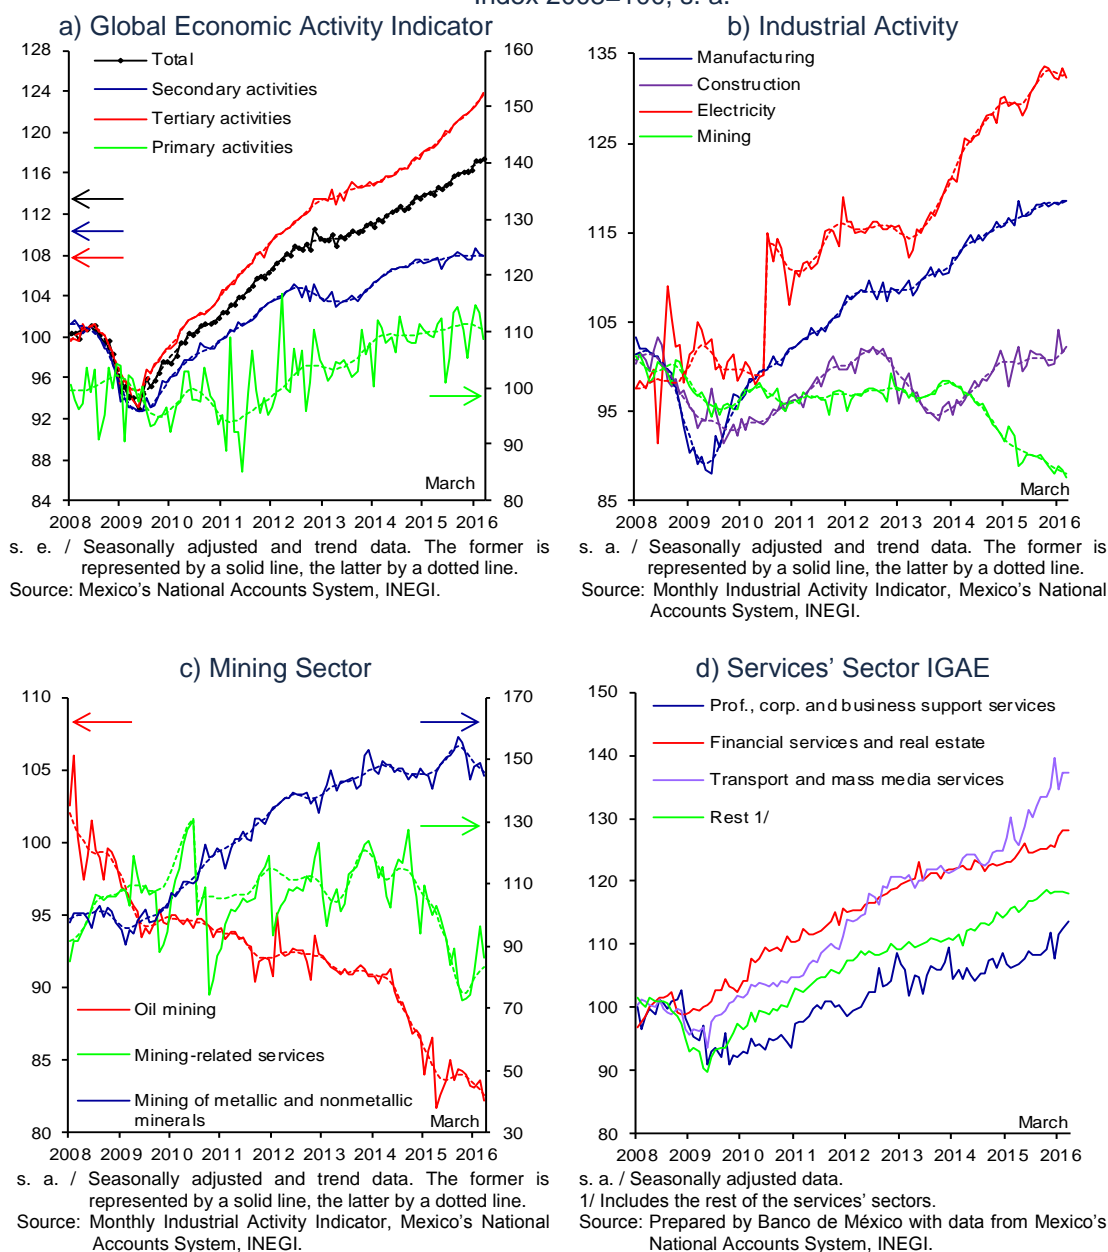 a) Global Economic Activity Indicator
128
124
120
116
112
108
104
100
96
92
88
84
160
150
140
130
120
110
100
90
80
Total
Secondary activities
Tertiary activities
Primary activities
March
2008 2009 2010 2011 2012 2013 2014 2015 2016
s. e. / Seasonally adjusted and trend data. The former is
represented by a solid line, the latter by a dotted line.
Source: Mexico’s National Accounts System, INEGI.
b) Industrial Activity
135
125
115
105
95
85
Manufacturing
Construction
Electricity
Mining
March
2008 2009 2010 2011 2012 2013 2014 2015 2016
s. a. / Seasonally adjusted and trend data. The former is
represented by a solid line, the latter by a dotted line.
Source: Monthly Industrial Activity Indicator, Mexico’s National
Accounts System, INEGI.
c) Mining Sector
110
105
100
95
90
85
80
170
150
130
110
90
70
50
30
Oil mining
Mining-related services
Mining of metallic and nonmetallic
minerals
March
2008 2009 2010 2011 2012 2013 2014 2015 2016
s. a. / Seasonally adjusted and trend data. The former is
represented by a solid line, the latter by a dotted line.
Source: Monthly Industrial Activity Indicator, Mexico’s National
Accounts System, INEGI.
d) Services’ Sector IGAE
150
140
130
120
110
100
90
80
Prof., corp. and business support services
Financial services and real estate
Transport and mass media services
Rest 1/
March
2008 2009 2010 2011 2012 2013 2014 2015 2016
s. a. / Seasonally adjusted data.
1/ Includes the rest of the services’ sectors.
Source: Prepared by Banco de México with data from Mexico’s
National Accounts System, INEGI.